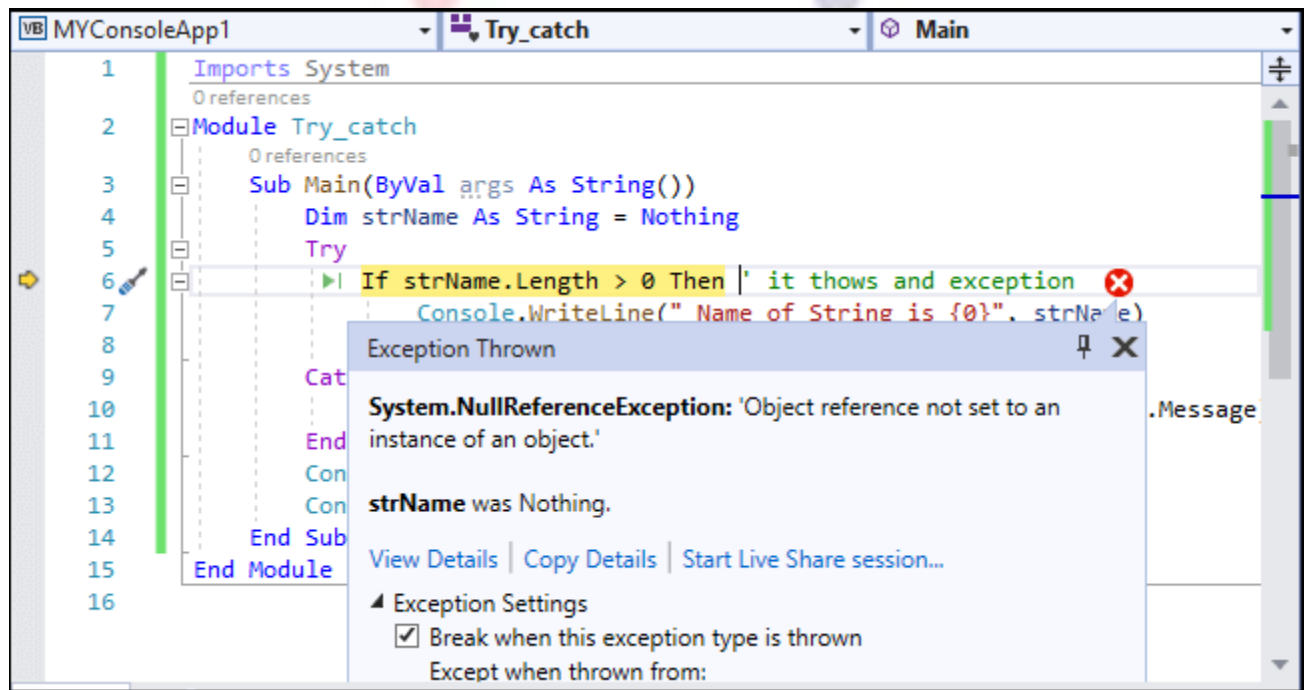 VB MYConsoleApp1 Try_catch Main
1 Imports System
0 references
2 Module Try_catch
0 references
3 Sub Main(ByVal args As String())
4 Dim strName As String = Nothing
5 Try
6 If strName.Length > 0 Then ' it thows and exception
7 Console.WriteLine(" Name of String is {0}", strName)
8
Exception Thrown
9 Cat
10 .Message
11 End
12 Con
13 Con
14 End Sub
15 End Module
16
System.NullReferenceException: 'Object reference not set to an
instance of an object.'
strName was Nothing.
View Details | Copy Details | Start Live Share session...
Exception Settings
Break when this exception type is thrown
Except when thrown from: